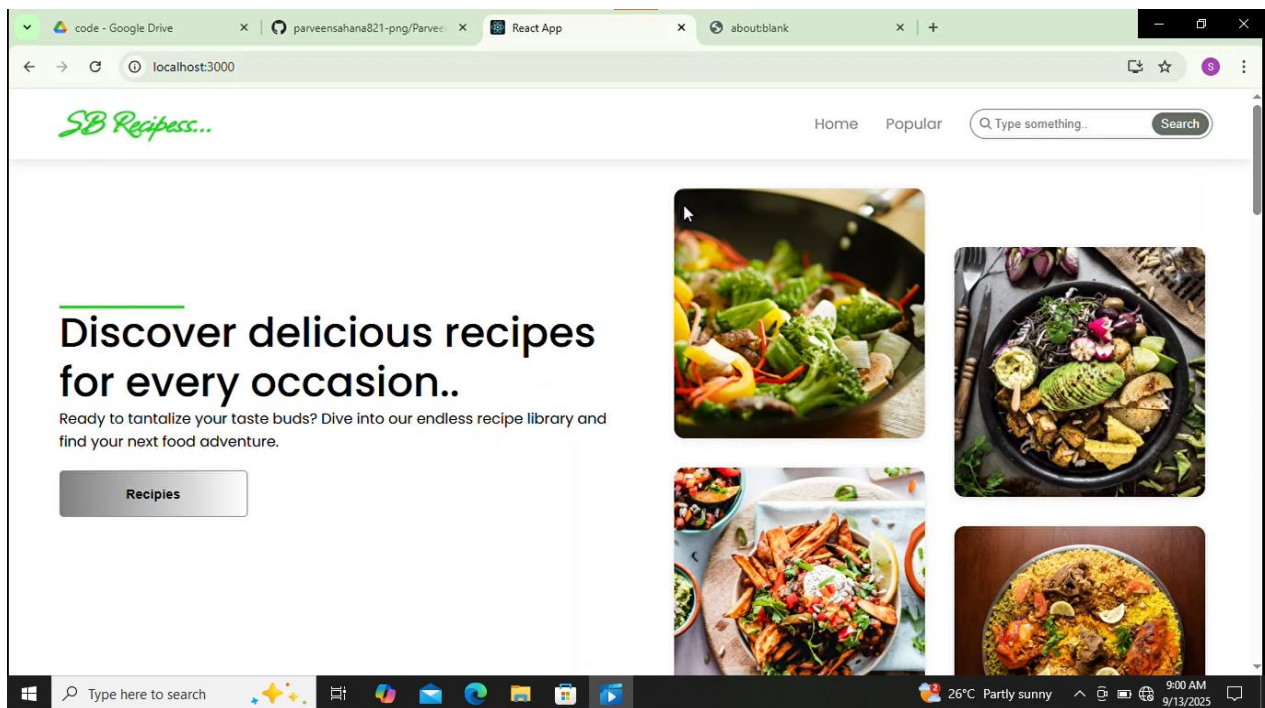 code - Google Drive
parveensahana821-png/Parvee
React App
about:blank
localhost:3000
S
SB Recipess...
Home
Popular
Type something..
Search
Discover delicious recipes
for every occasion..
Ready to tantalize your taste buds? Dive into our endless recipe library and
find your next food adventure.
Recipies
Type here to search
2
26°C Partly sunny
9:00 AM
9/13/2025